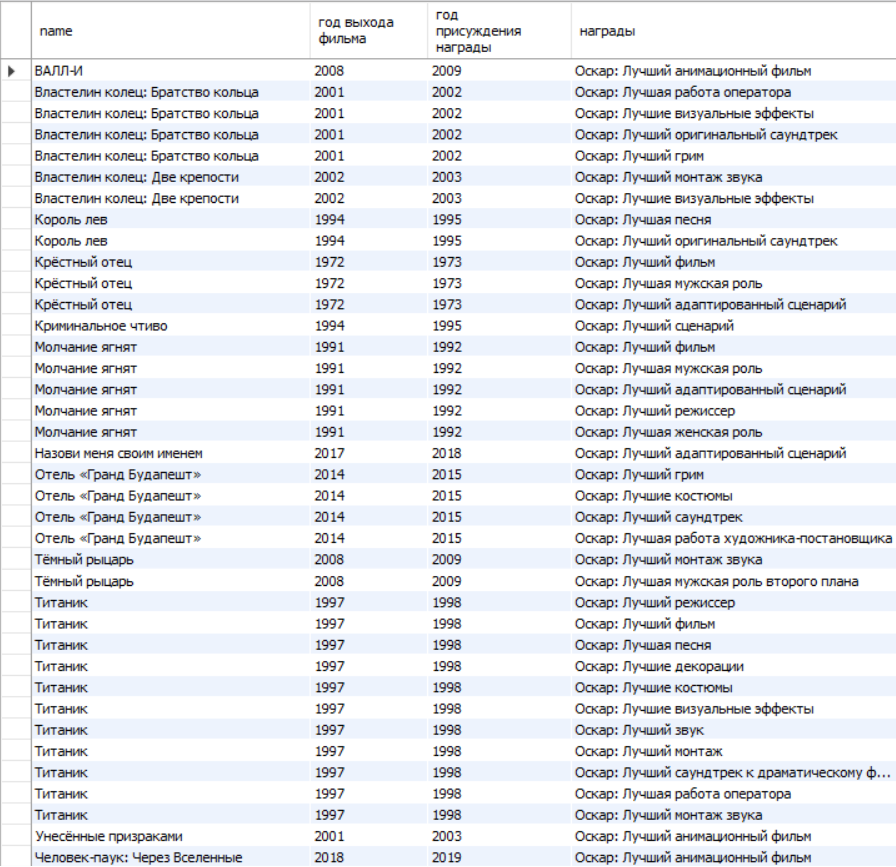 name год выхода фильма год присуждения награды награды
ВАЛЛ-И 2008 2009 Оскар: Лучший анимационный фильм
Властелин колец: Братство кольца 2001 2002 Оскар: Лучшая работа оператора
Властелин колец: Братство кольца 2001 2002 Оскар: Лучшие визуальные эффекты
Властелин колец: Братство кольца 2001 2002 Оскар: Лучший оригинальный саундтрек
Властелин колец: Братство кольца 2001 2002 Оскар: Лучший грим
Властелин колец: Две крепости 2002 2003 Оскар: Лучший монтаж звука
Властелин колец: Две крепости 2002 2003 Оскар: Лучшие визуальные эффекты
Король лев 1994 1995 Оскар: Лучшая песня
Король лев 1994 1995 Оскар: Лучший оригинальный саундтрек
Крёстный отец 1972 1973 Оскар: Лучший фильм
Крёстный отец 1972 1973 Оскар: Лучшая мужская роль
Крёстный отец 1972 1973 Оскар: Лучший адаптированный сценарий
Криминальное чтиво 1994 1995 Оскар: Лучший сценарий
Молчание ягнят 1991 1992 Оскар: Лучший фильм
Молчание ягнят 1991 1992 Оскар: Лучшая мужская роль
Молчание ягнят 1991 1992 Оскар: Лучший адаптированный сценарий
Молчание ягнят 1991 1992 Оскар: Лучший режиссер
Молчание ягнят 1991 1992 Оскар: Лучшая женская роль
Назови меня своим именем 2017 2018 Оскар: Лучший адаптированный сценарий
Отель «Гранд Будапешт» 2014 2015 Оскар: Лучший грим
Отель «Гранд Будапешт» 2014 2015 Оскар: Лучшие костюмы
Отель «Гранд Будапешт» 2014 2015 Оскар: Лучший саундтрек
Отель «Гранд Будапешт» 2014 2015 Оскар: Лучшая работа художника-постановщика
Тёмный рыцарь 2008 2009 Оскар: Лучший монтаж звука
Тёмный рыцарь 2008 2009 Оскар: Лучшая мужская роль второго плана
Титаник 1997 1998 Оскар: Лучший режиссер
Титаник 1997 1998 Оскар: Лучший фильм
Титаник 1997 1998 Оскар: Лучшая песня
Титаник 1997 1998 Оскар: Лучшие декорации
Титаник 1997 1998 Оскар: Лучшие костюмы
Титаник 1997 1998 Оскар: Лучшие визуальные эффекты
Титаник 1997 1998 Оскар: Лучший звук
Титаник 1997 1998 Оскар: Лучший монтаж
Титаник 1997 1998 Оскар: Лучший саундтрек к драматическому ф...
Титаник 1997 1998 Оскар: Лучшая работа оператора
Титаник 1997 1998 Оскар: Лучший монтаж звука
Унесённые призраками 2001 2003 Оскар: Лучший анимационный фильм
Человек-паук: Через Вселенные 2018 2019 Оскар: Лучший анимационный фильм